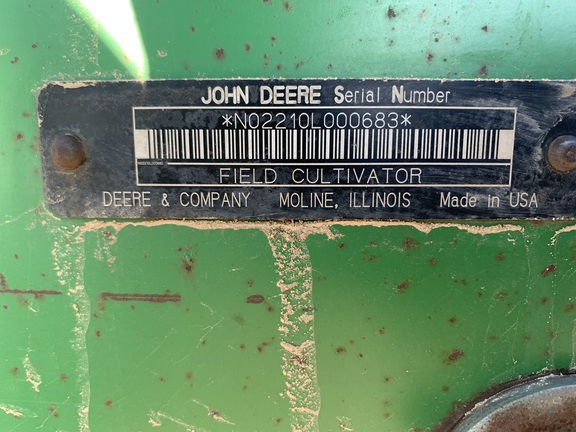 JOHN DEERE Serial Number
*N02210L000683*
FIELD CULTIVATOR
DEERE & COMPANY MOLINE, ILLINOIS Made in USA